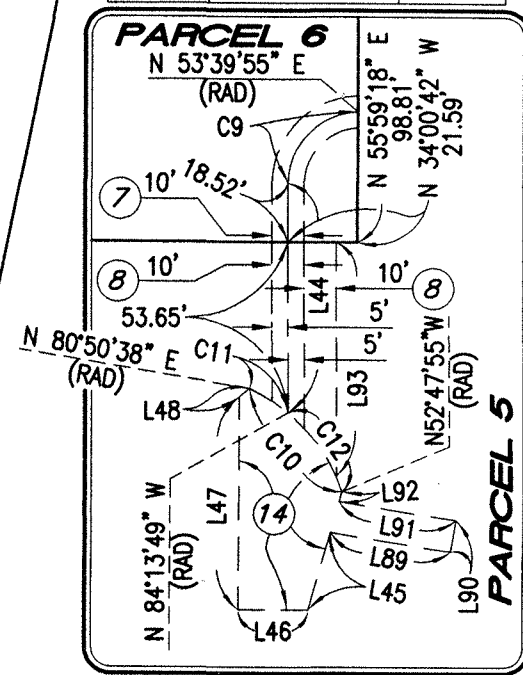 PARCEL 6
N 53°39'55" E
(RAD)
C9
N 55°59'18" E
98.81'
N 34°00'42" W
21.59'
18.52'
7
10'
8
10'
L44
10'
8
53.65'
5'
5'
N 80°50'38" E
(RAD)
C11
L93
N52°47'55"W
(RAD)
L48
C10
C12
PARCEL 5
L47
14
L92
L91
L89
L90
N 84°13'49" W
(RAD)
L45
L46